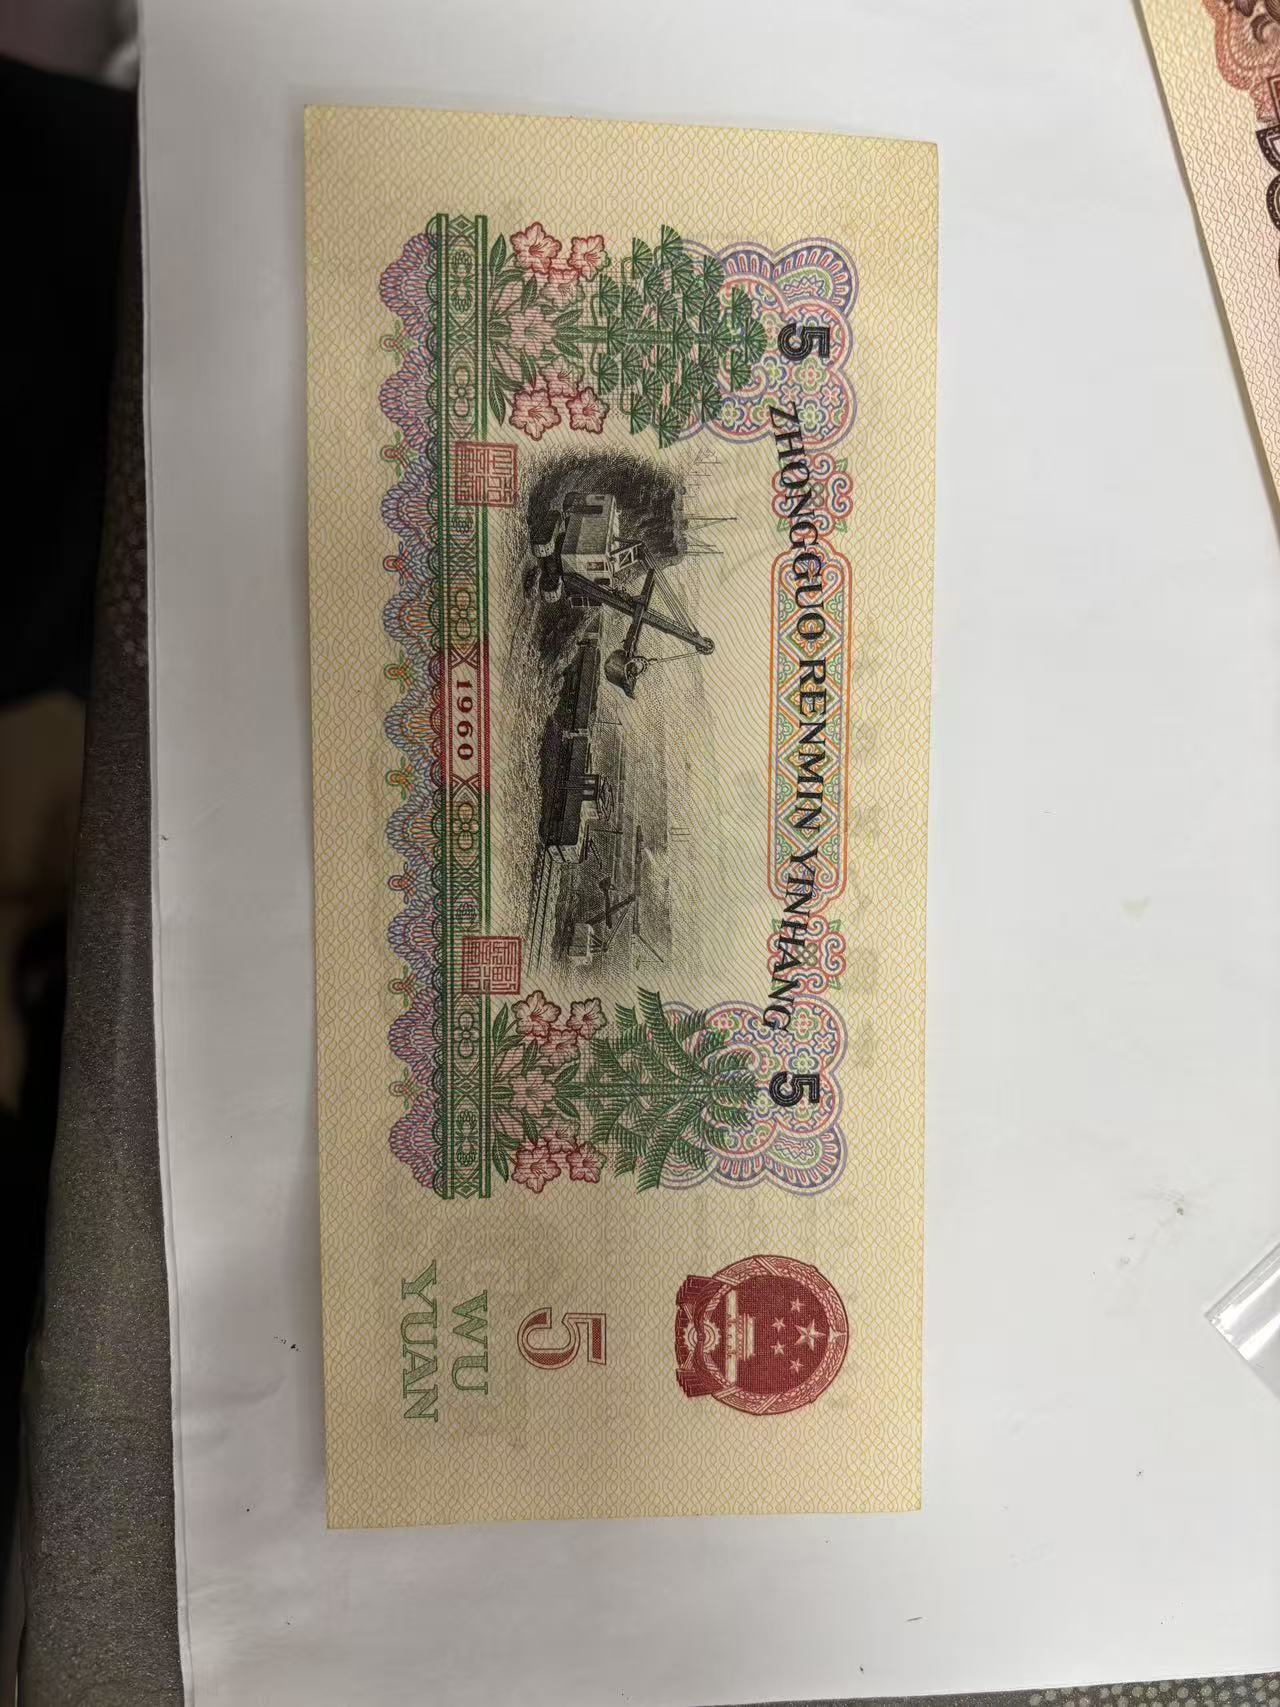 5 ZHONGGUO RENMIN YINHANG 5
5
WU
YUAN
1960